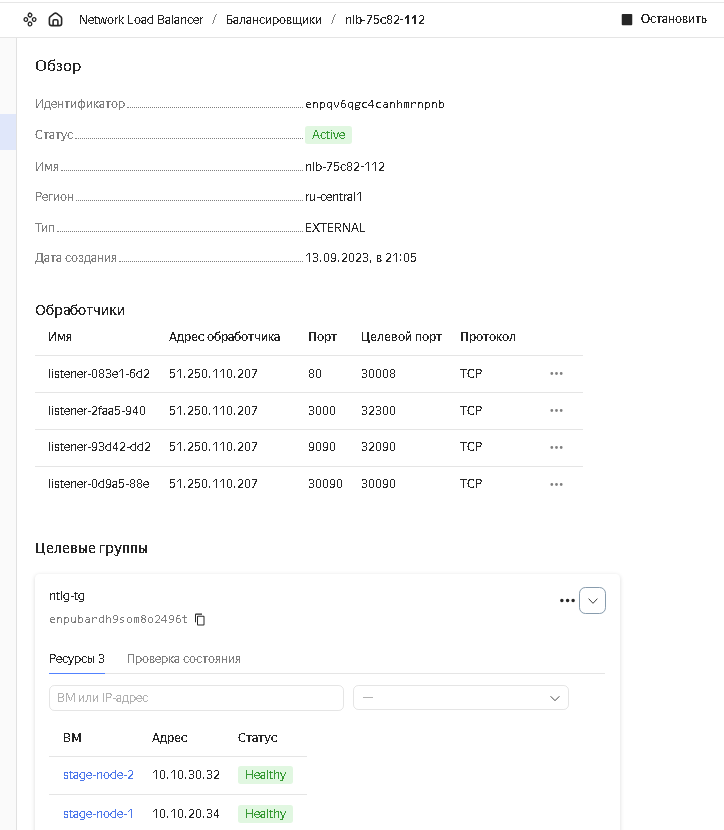 Network Load Balancer / Балансировщики / nlb-75c82-112 Остановить
Обзор
Идентификатор enpqv6qgc4canhmrnpnb
Статус Active
Имя nlb-75c82-112
Регион ru-central1
Тип EXTERNAL
Дата создания 13.09.2023, в 21:05
Обработчики
Имя Адрес обработчика Порт Целевой порт Протокол
listener-083e1-6d2 51.250.110.207 80 30008 TCP
listener-2faa5-940 51.250.110.207 3000 32300 TCP
listener-93d42-dd2 51.250.110.207 9090 32090 TCP
listener-0d9a5-88e 51.250.110.207 30090 30090 TCP
Целевые группы
ntlg-tg
enpubardh9som8o2496t
Ресурсы 3 Проверка состояния
ВМ или IP-адрес —
ВМ Адрес Статус
stage-node-2 10.10.30.32 Healthy
stage-node-1 10.10.20.34 Healthy